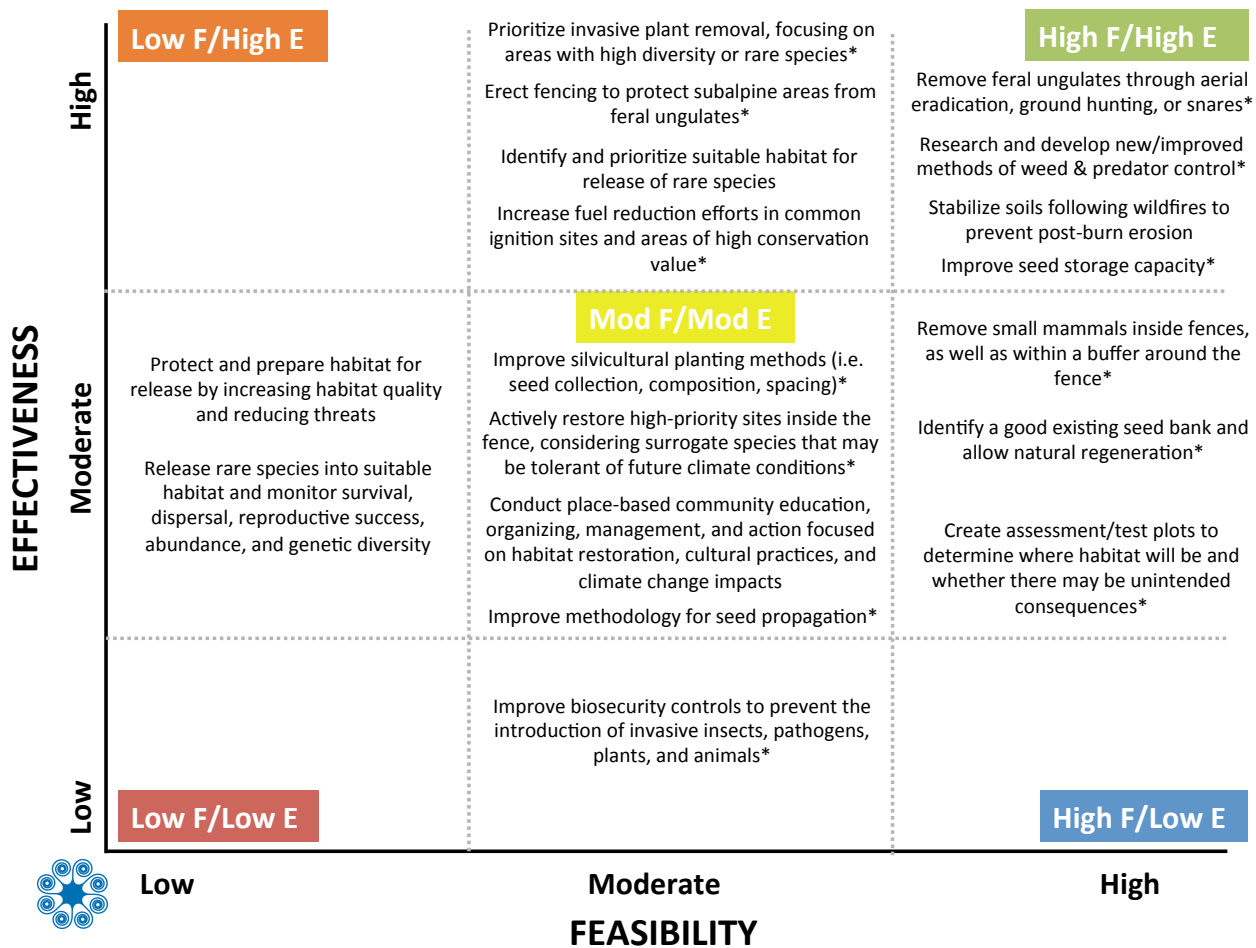 EFFECTIVENESS
High
Moderate
Low
Low F/High E
Prioritize invasive plant removal, focusing on
areas with high diversity or rare species*
Erect fencing to protect subalpine areas from
feral ungulates*
Identify and prioritize suitable habitat for
release of rare species
Increase fuel reduction efforts in common
ignition sites and areas of high conservation
value*
High F/High E
Remove feral ungulates through aerial
eradication, ground hunting, or snares*
Research and develop new/improved
methods of weed & predator control*
Stabilize soils following wildfires to
prevent post-burn erosion
Improve seed storage capacity*
Protect and prepare habitat for
release by increasing habitat quality
and reducing threats
Release rare species into suitable
habitat and monitor survival,
dispersal, reproductive success,
abundance, and genetic diversity
Mod F/Mod E
Improve silvicultural planting methods (i.e.
seed collection, composition, spacing)*
Actively restore high-priority sites inside the
fence, considering surrogate species that may
be tolerant of future climate conditions*
Conduct place-based community education,
organizing, management, and action focused
on habitat restoration, cultural practices, and
climate change impacts
Improve methodology for seed propagation*
Remove small mammals inside fences,
as well as within a buffer around the
fence*
Identify a good existing seed bank and
allow natural regeneration*
Create assessment/test plots to
determine where habitat will be and
whether there may be unintended
consequences*
Low F/Low E
Improve biosecurity controls to prevent the
introduction of invasive insects, pathogens,
plants, and animals*
High F/Low E
Low
Moderate
High
FEASIBILITY